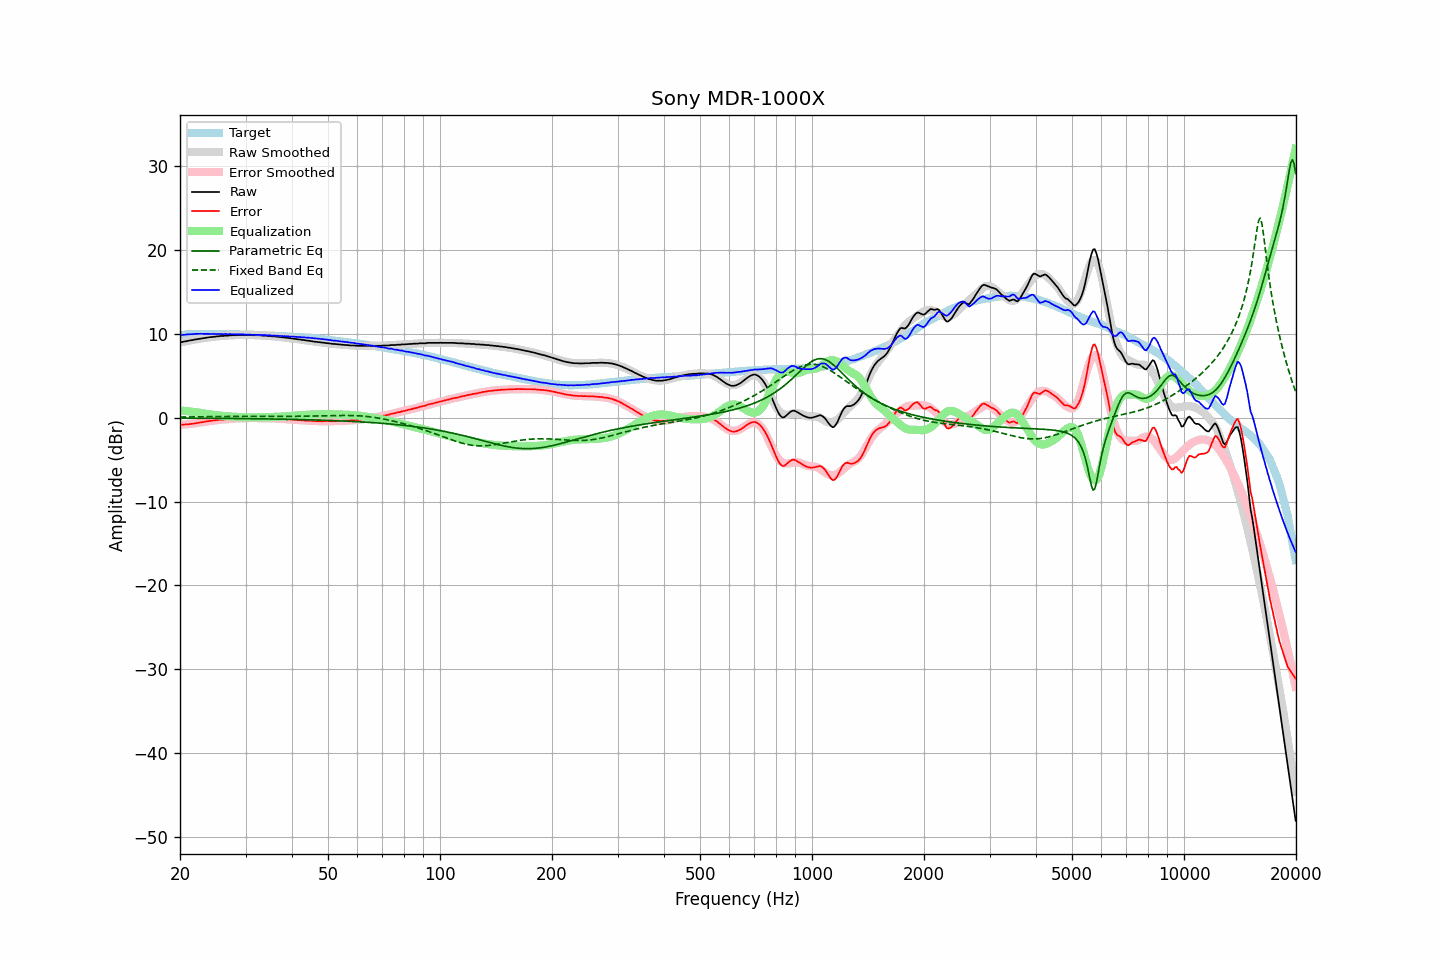 Sony MDR-1000X
Target
Raw Smoothed
Error Smoothed
Raw
Error
Equalization
Parametric Eq
Fixed Band Eq
Equalized
30
20
10
0
−10
−20
−30
−40
−50
Amplitude (dBr)
20 50 100 200 500 1000 2000 5000 10000 20000
Frequency (Hz)